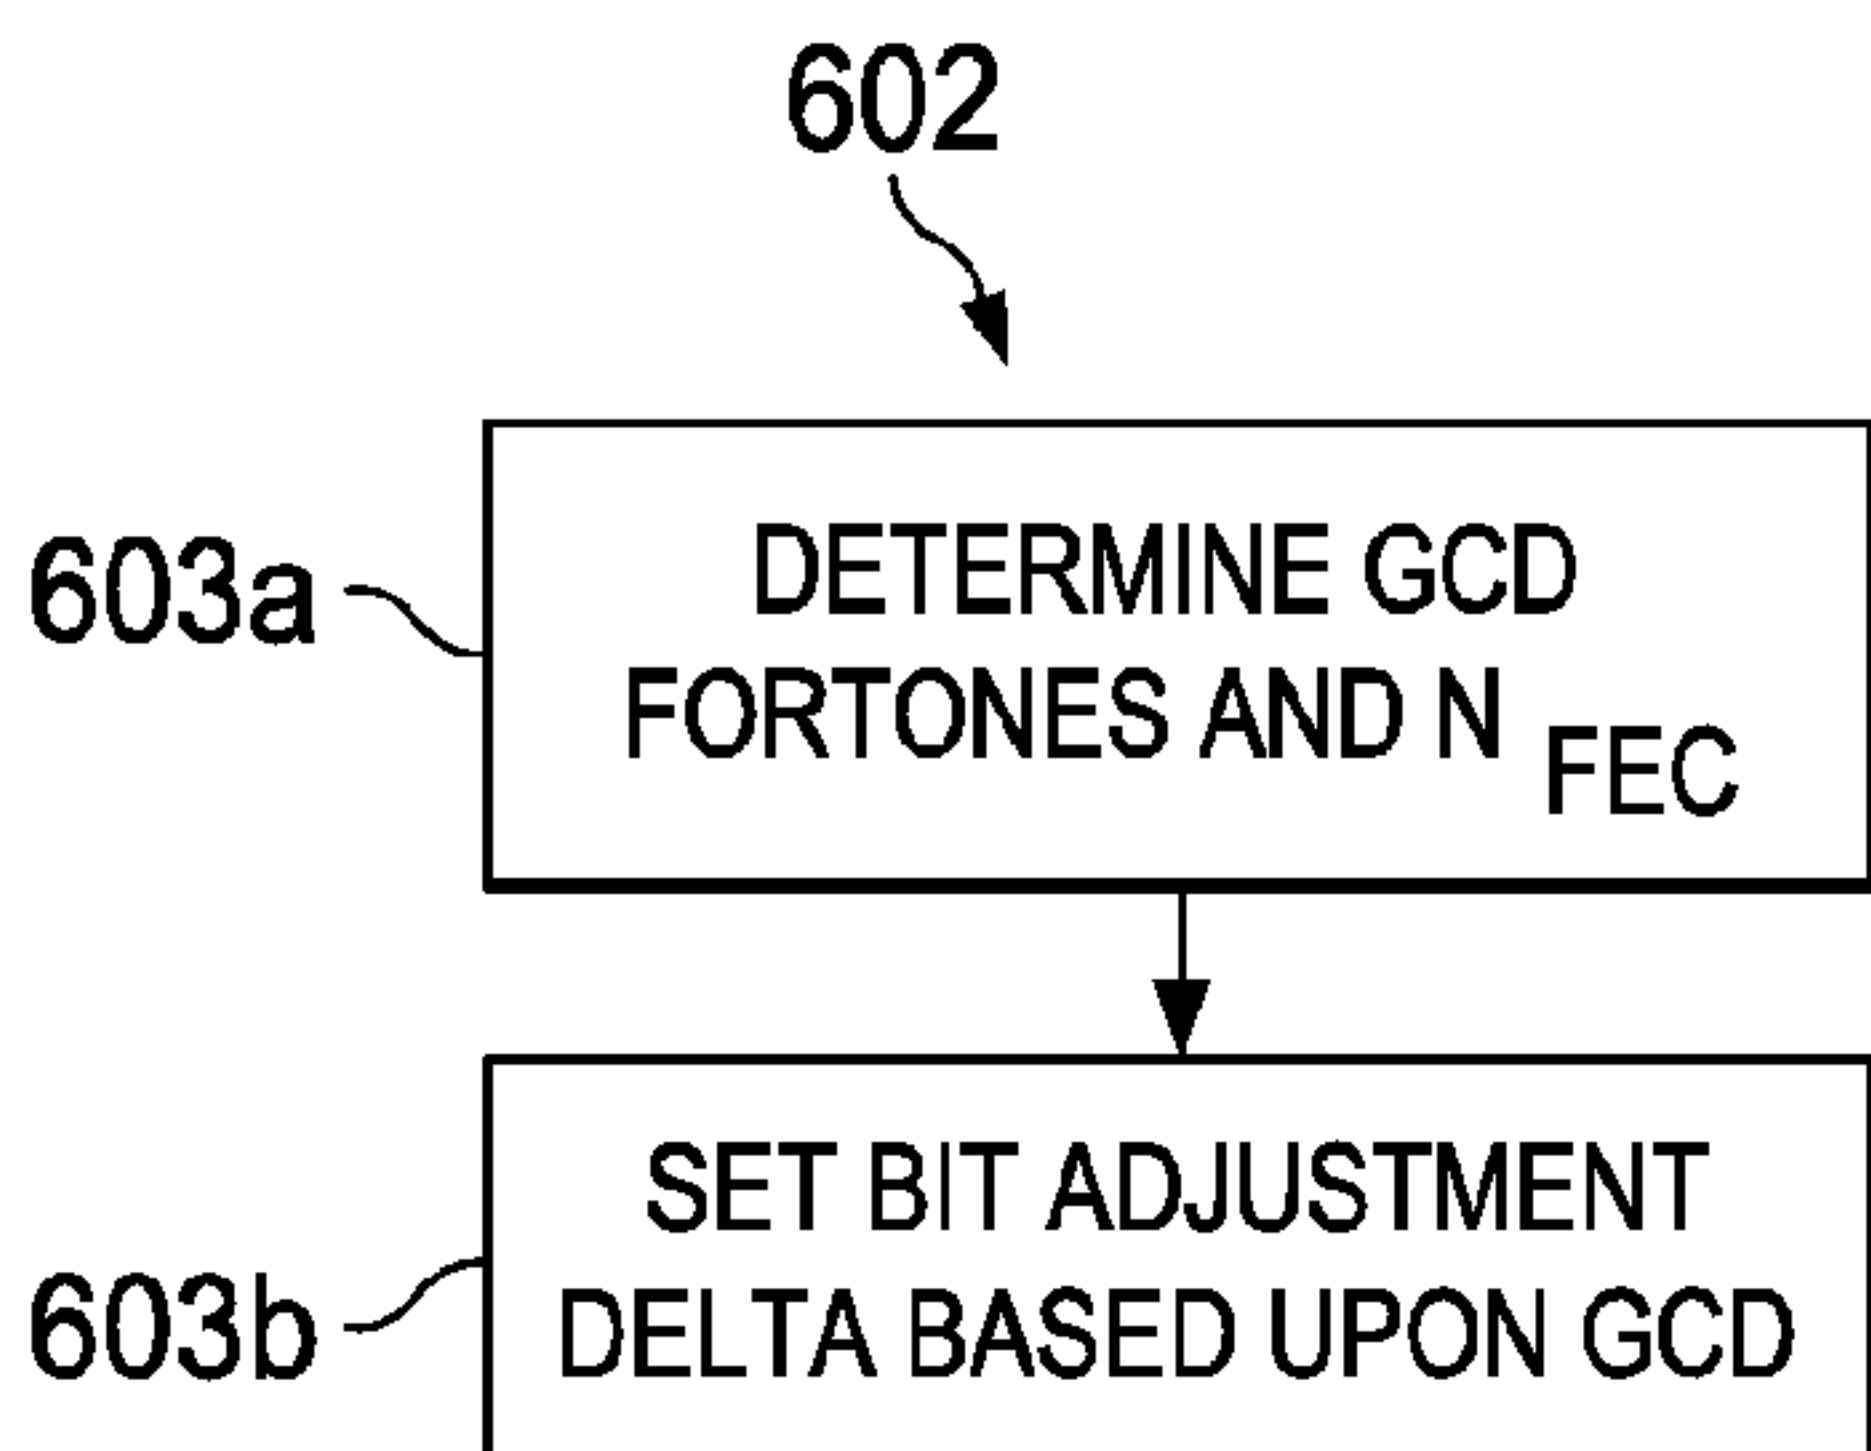 602
603a
DETERMINE GCD
FORTONES AND N FEC
603b
SET BIT ADJUSTMENT
DELTA BASED UPON GCD